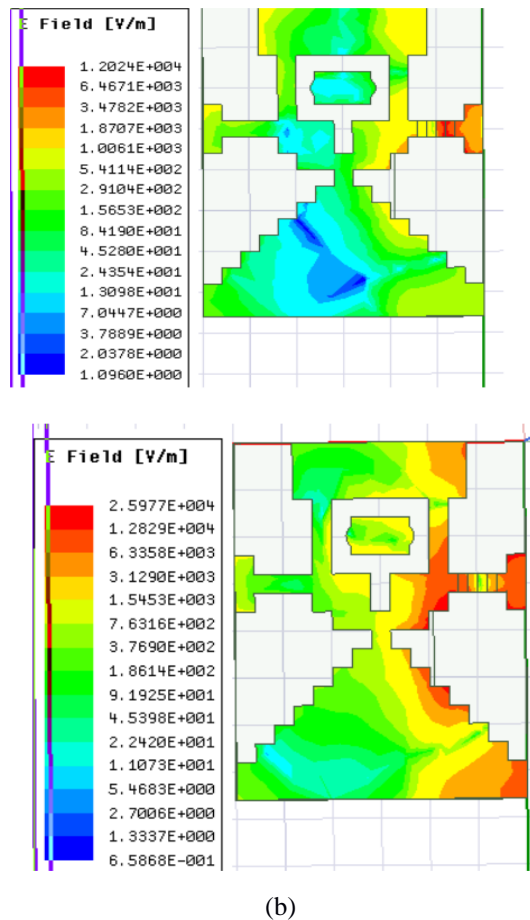 E Field [V/m]
1.2024E+004
6.4671E+003
3.4782E+003
1.8707E+003
1.0061E+003
5.4114E+002
2.9104E+002
1.5653E+002
8.4190E+001
4.5280E+001
2.4354E+001
1.3098E+001
7.0447E+000
3.7889E+000
2.0378E+000
1.0960E+000
E Field [V/m]
2.5977E+004
1.2829E+004
6.3358E+003
3.1290E+003
1.5453E+003
7.6316E+002
3.7690E+002
1.8614E+002
9.1925E+001
4.5398E+001
2.2420E+001
1.1073E+001
5.4683E+000
2.7006E+000
1.3337E+000
6.5868E-001
(b)